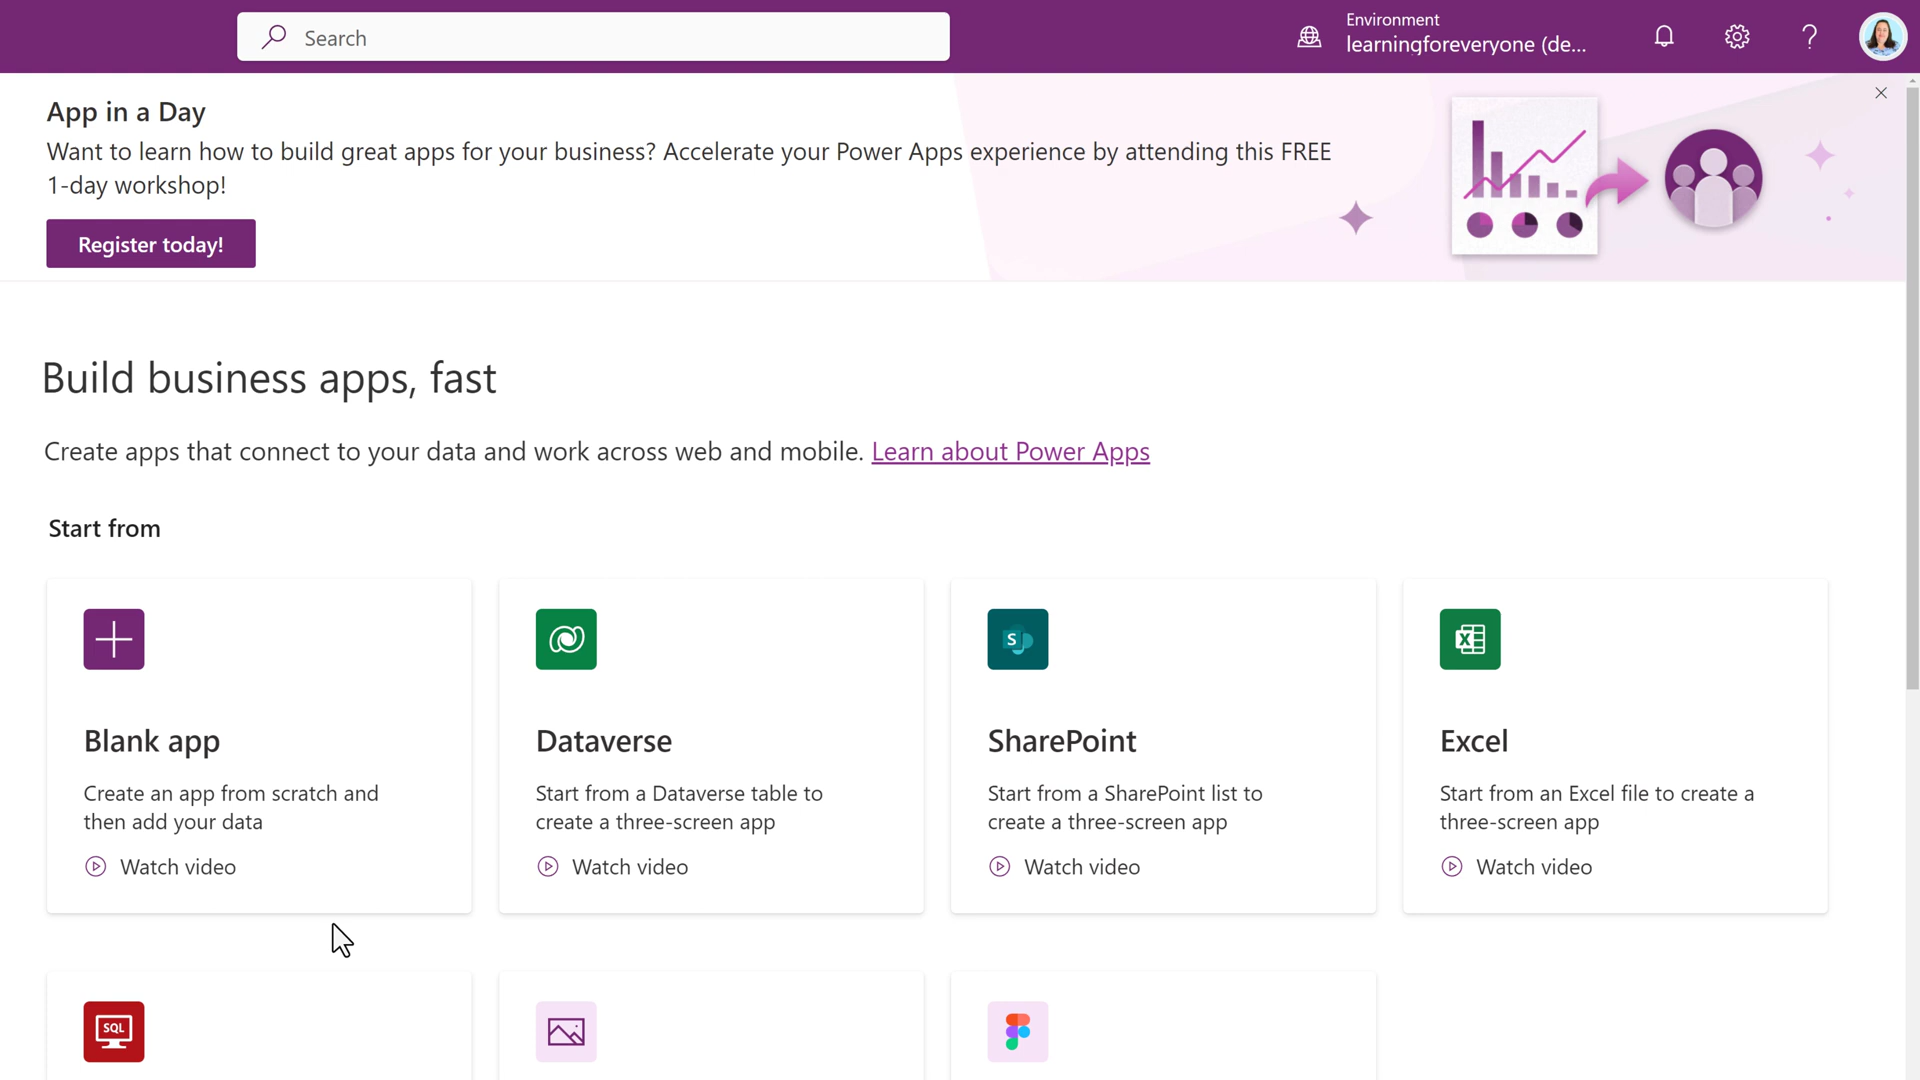 Search
Environment
learningforeveryone (de...
App in a Day
Want to learn how to build great apps for your business? Accelerate your Power Apps experience by attending this FREE
1-day workshop!
Register today!
Build business apps, fast
Create apps that connect to your data and work across web and mobile. Learn about Power Apps
Start from
Blank app
Create an app from scratch and
then add your data
Watch video
Dataverse
Start from a Dataverse table to
create a three-screen app
Watch video
SharePoint
Start from a SharePoint list to
create a three-screen app
Watch video
Excel
Start from an Excel file to create a
three-screen app
Watch video
SQL